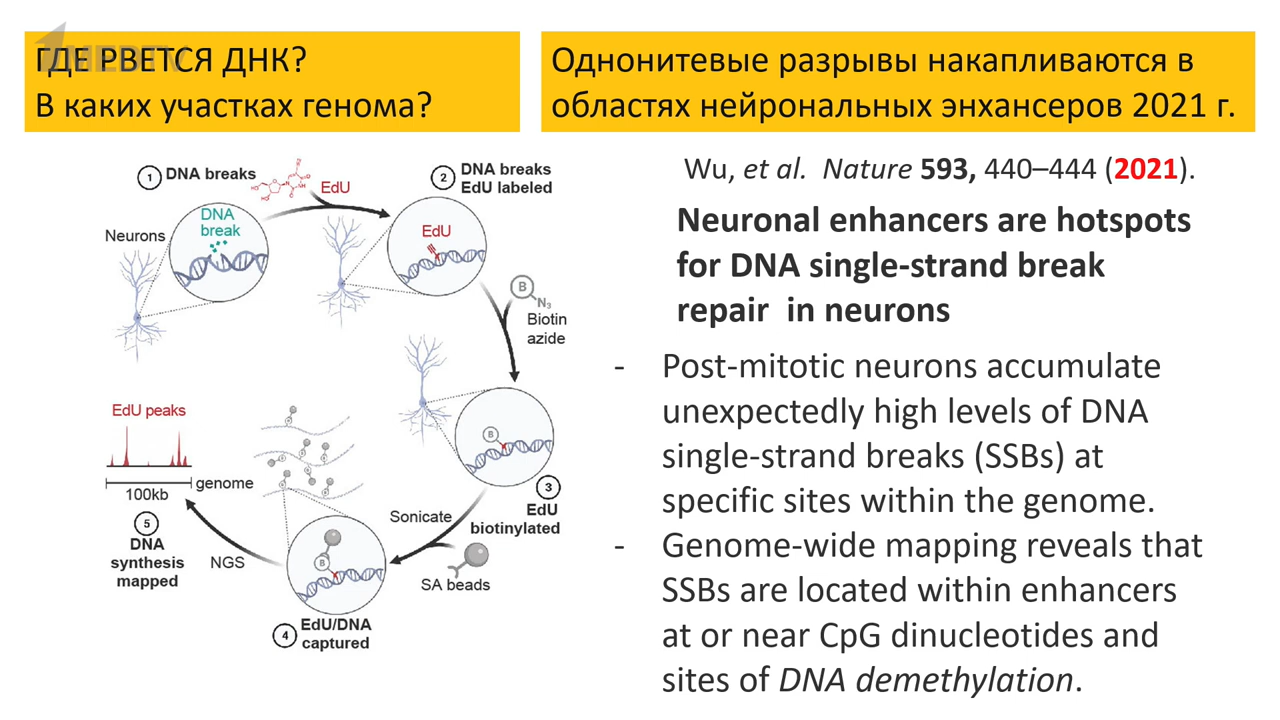 1MEDTV
ГДЕ РВЕТСЯ ДНК?
В каких участках генома?
Однонитевые разрывы накапливаются в
областях нейрональных энхансеров 2021 г.
1 DNA breaks
EdU
2 DNA breaks
EdU labeled
Neurons
DNA
break
EdU
B
N₃
Biotin
azide
B
3
EdU
biotinylated
Sonicate
SA beads
B
4 EdU/DNA
captured
NGS
EdU peaks
genome
100kb
5
DNA
synthesis
mapped
Wu, et al. Nature 593, 440–444 (2021).
Neuronal enhancers are hotspots
for DNA single-strand break
repair in neurons
- Post-mitotic neurons accumulate
unexpectedly high levels of DNA
single-strand breaks (SSBs) at
specific sites within the genome.
- Genome-wide mapping reveals that
SSBs are located within enhancers
at or near CpG dinucleotides and
sites of DNA demethylation.